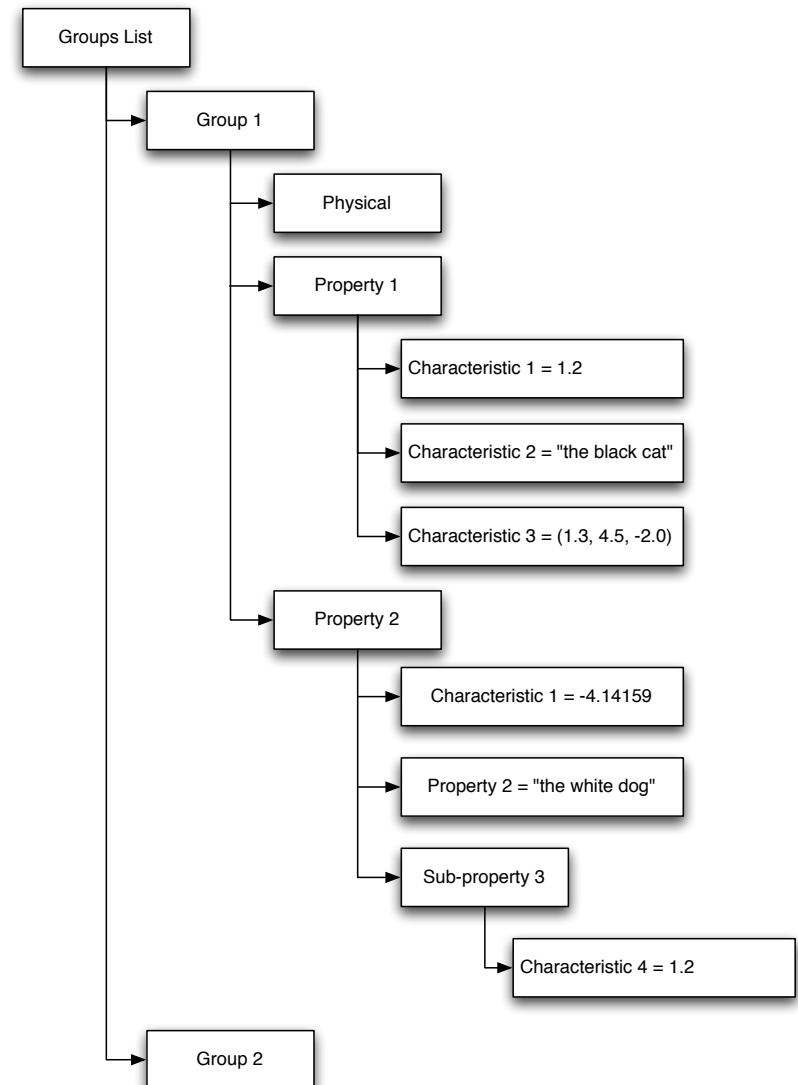 Groups List
Group 1
Physical
Property 1
Characteristic 1 = 1.2
Characteristic 2 = "the black cat"
Characteristic 3 = (1.3, 4.5, -2.0)
Property 2
Characteristic 1 = -4.14159
Property 2 = "the white dog"
Sub-property 3
Characteristic 4 = 1.2
Group 2